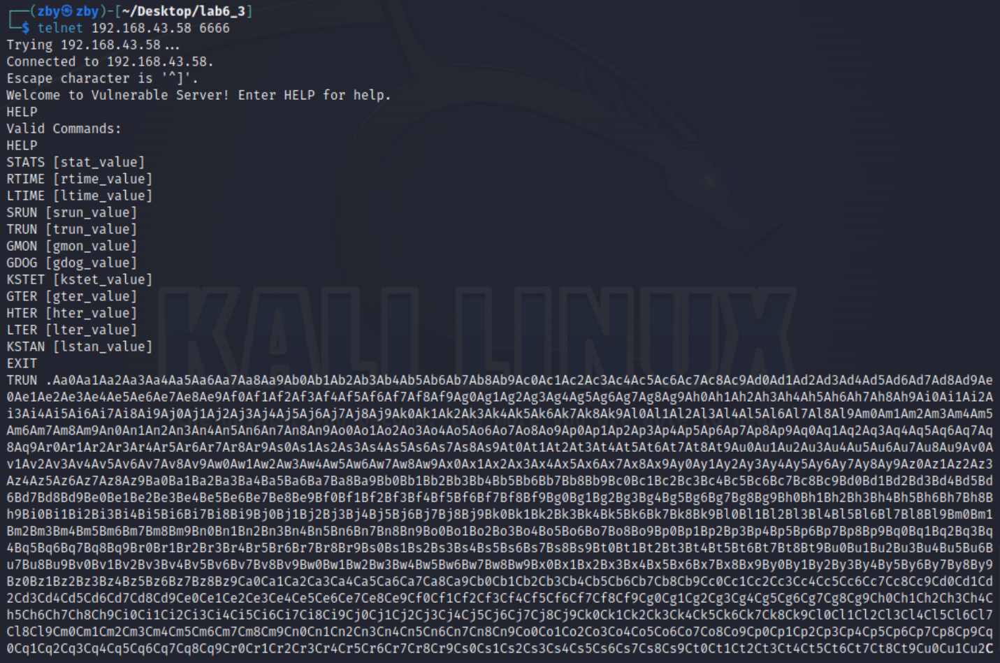 ┌──(zby㉿zby)-[~/Desktop/lab6_3]
└─$ telnet 192.168.43.58 6666
Trying 192.168.43.58...
Connected to 192.168.43.58.
Escape character is '^]'.
Welcome to Vulnerable Server! Enter HELP for help.
HELP
Valid Commands:
HELP
STATS [stat_value]
RTIME [rtime_value]
LTIME [ltime_value]
SRUN [srun_value]
TRUN [trun_value]
GMON [gmon_value]
GDOG [gdog_value]
KSTET [kstet_value]
GTER [gter_value]
HTER [hter_value]
LTER [lter_value]
KSTAN [lstan_value]
EXIT
TRUN .Aa0Aa1Aa2Aa3Aa4Aa5Aa6Aa7Aa8Aa9Ab0Ab1Ab2Ab3Ab4Ab5Ab6Ab7Ab8Ab9Ac0Ac1Ac2Ac3Ac4Ac5Ac6Ac7Ac8Ac9Ad0Ad1Ad2Ad3Ad4Ad5Ad6Ad7Ad8Ad9Ae
0Ae1Ae2Ae3Ae4Ae5Ae6Ae7Ae8Ae9Af0Af1Af2Af3Af4Af5Af6Af7Af8Af9Ag0Ag1Ag2Ag3Ag4Ag5Ag6Ag7Ag8Ag9Ah0Ah1Ah2Ah3Ah4Ah5Ah6Ah7Ah8Ah9Ai0Ai1Ai2A
i3Ai4Ai5Ai6Ai7Ai8Ai9Aj0Aj1Aj2Aj3Aj4Aj5Aj6Aj7Aj8Aj9Ak0Ak1Ak2Ak3Ak4Ak5Ak6Ak7Ak8Ak9Al0Al1Al2Al3Al4Al5Al6Al7Al8Al9Am0Am1Am2Am3Am4Am5
Am6Am7Am8Am9An0An1An2An3An4An5An6An7An8An9Ao0Ao1Ao2Ao3Ao4Ao5Ao6Ao7Ao8Ao9Ap0Ap1Ap2Ap3Ap4Ap5Ap6Ap7Ap8Ap9Aq0Aq1Aq2Aq3Aq4Aq5Aq6Aq7Aq
8Aq9Ar0Ar1Ar2Ar3Ar4Ar5Ar6Ar7Ar8Ar9As0As1As2As3As4As5As6As7As8As9At0At1At2At3At4At5At6At7At8At9Au0Au1Au2Au3Au4Au5Au6Au7Au8Au9Av0A
v1Av2Av3Av4Av5Av6Av7Av8Av9Aw0Aw1Aw2Aw3Aw4Aw5Aw6Aw7Aw8Aw9Ax0Ax1Ax2Ax3Ax4Ax5Ax6Ax7Ax8Ax9Ay0Ay1Ay2Ay3Ay4Ay5Ay6Ay7Ay8Ay9Az0Az1Az2Az3
Az4Az5Az6Az7Az8Az9Ba0Ba1Ba2Ba3Ba4Ba5Ba6Ba7Ba8Ba9Bb0Bb1Bb2Bb3Bb4Bb5Bb6Bb7Bb8Bb9Bc0Bc1Bc2Bc3Bc4Bc5Bc6Bc7Bc8Bc9Bd0Bd1Bd2Bd3Bd4Bd5Bd
6Bd7Bd8Bd9Be0Be1Be2Be3Be4Be5Be6Be7Be8Be9Bf0Bf1Bf2Bf3Bf4Bf5Bf6Bf7Bf8Bf9Bg0Bg1Bg2Bg3Bg4Bg5Bg6Bg7Bg8Bg9Bh0Bh1Bh2Bh3Bh4Bh5Bh6Bh7Bh8B
h9Bi0Bi1Bi2Bi3Bi4Bi5Bi6Bi7Bi8Bi9Bj0Bj1Bj2Bj3Bj4Bj5Bj6Bj7Bj8Bj9Bk0Bk1Bk2Bk3Bk4Bk5Bk6Bk7Bk8Bk9Bl0Bl1Bl2Bl3Bl4Bl5Bl6Bl7Bl8Bl9Bm0Bm1
Bm2Bm3Bm4Bm5Bm6Bm7Bm8Bm9Bn0Bn1Bn2Bn3Bn4Bn5Bn6Bn7Bn8Bn9Bo0Bo1Bo2Bo3Bo4Bo5Bo6Bo7Bo8Bo9Bp0Bp1Bp2Bp3Bp4Bp5Bp6Bp7Bp8Bp9Bq0Bq1Bq2Bq3Bq
4Bq5Bq6Bq7Bq8Bq9Br0Br1Br2Br3Br4Br5Br6Br7Br8Br9Bs0Bs1Bs2Bs3Bs4Bs5Bs6Bs7Bs8Bs9Bt0Bt1Bt2Bt3Bt4Bt5Bt6Bt7Bt8Bt9Bu0Bu1Bu2Bu3Bu4Bu5Bu6B
u7Bu8Bu9Bv0Bv1Bv2Bv3Bv4Bv5Bv6Bv7Bv8Bv9Bw0Bw1Bw2Bw3Bw4Bw5Bw6Bw7Bw8Bw9Bx0Bx1Bx2Bx3Bx4Bx5Bx6Bx7Bx8Bx9By0By1By2By3By4By5By6By7By8By9
Bz0Bz1Bz2Bz3Bz4Bz5Bz6Bz7Bz8Bz9Ca0Ca1Ca2Ca3Ca4Ca5Ca6Ca7Ca8Ca9Cb0Cb1Cb2Cb3Cb4Cb5Cb6Cb7Cb8Cb9Cc0Cc1Cc2Cc3Cc4Cc5Cc6Cc7Cc8Cc9Cd0Cd1Cd
2Cd3Cd4Cd5Cd6Cd7Cd8Cd9Ce0Ce1Ce2Ce3Ce4Ce5Ce6Ce7Ce8Ce9Cf0Cf1Cf2Cf3Cf4Cf5Cf6Cf7Cf8Cf9Cg0Cg1Cg2Cg3Cg4Cg5Cg6Cg7Cg8Cg9Ch0Ch1Ch2Ch3Ch4C
h5Ch6Ch7Ch8Ch9Ci0Ci1Ci2Ci3Ci4Ci5Ci6Ci7Ci8Ci9Cj0Cj1Cj2Cj3Cj4Cj5Cj6Cj7Cj8Cj9Ck0Ck1Ck2Ck3Ck4Ck5Ck6Ck7Ck8Ck9Cl0Cl1Cl2Cl3Cl4Cl5Cl6Cl7
Cl8Cl9Cm0Cm1Cm2Cm3Cm4Cm5Cm6Cm7Cm8Cm9Cn0Cn1Cn2Cn3Cn4Cn5Cn6Cn7Cn8Cn9Co0Co1Co2Co3Co4Co5Co6Co7Co8Co9Cp0Cp1Cp2Cp3Cp4Cp5Cp6Cp7Cp8Cp9Cq
0Cq1Cq2Cq3Cq4Cq5Cq6Cq7Cq8Cq9Cr0Cr1Cr2Cr3Cr4Cr5Cr6Cr7Cr8Cr9Cs0Cs1Cs2Cs3Cs4Cs5Cs6Cs7Cs8Cs9Ct0Ct1Ct2Ct3Ct4Ct5Ct6Ct7Ct8Ct9Cu0Cu1Cu2C
KALI LINUX